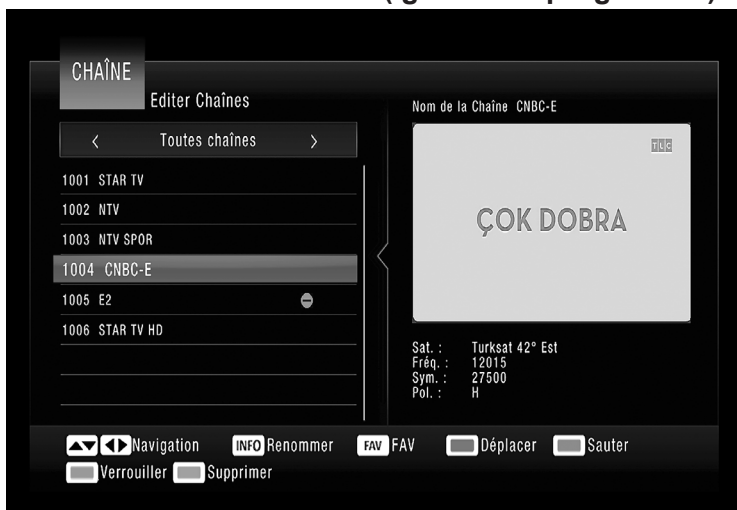 CHAÎNE
Editer Chaînes
Toutes chaînes
1001 STAR TV
1002 NTV
1003 NTV SPOR
1004 CNBC-E
1005 E2
1006 STAR TV HD
Nom de la Chaîne CNBC-E
TLC
ÇOK DOBRA
Sat. : Turksat 42° Est
Fréq. : 12015
Sym. : 27500
Pol. : H
Navigation INFO Renommer FAV FAV Déplacer Sauter
Verrouiller Supprimer